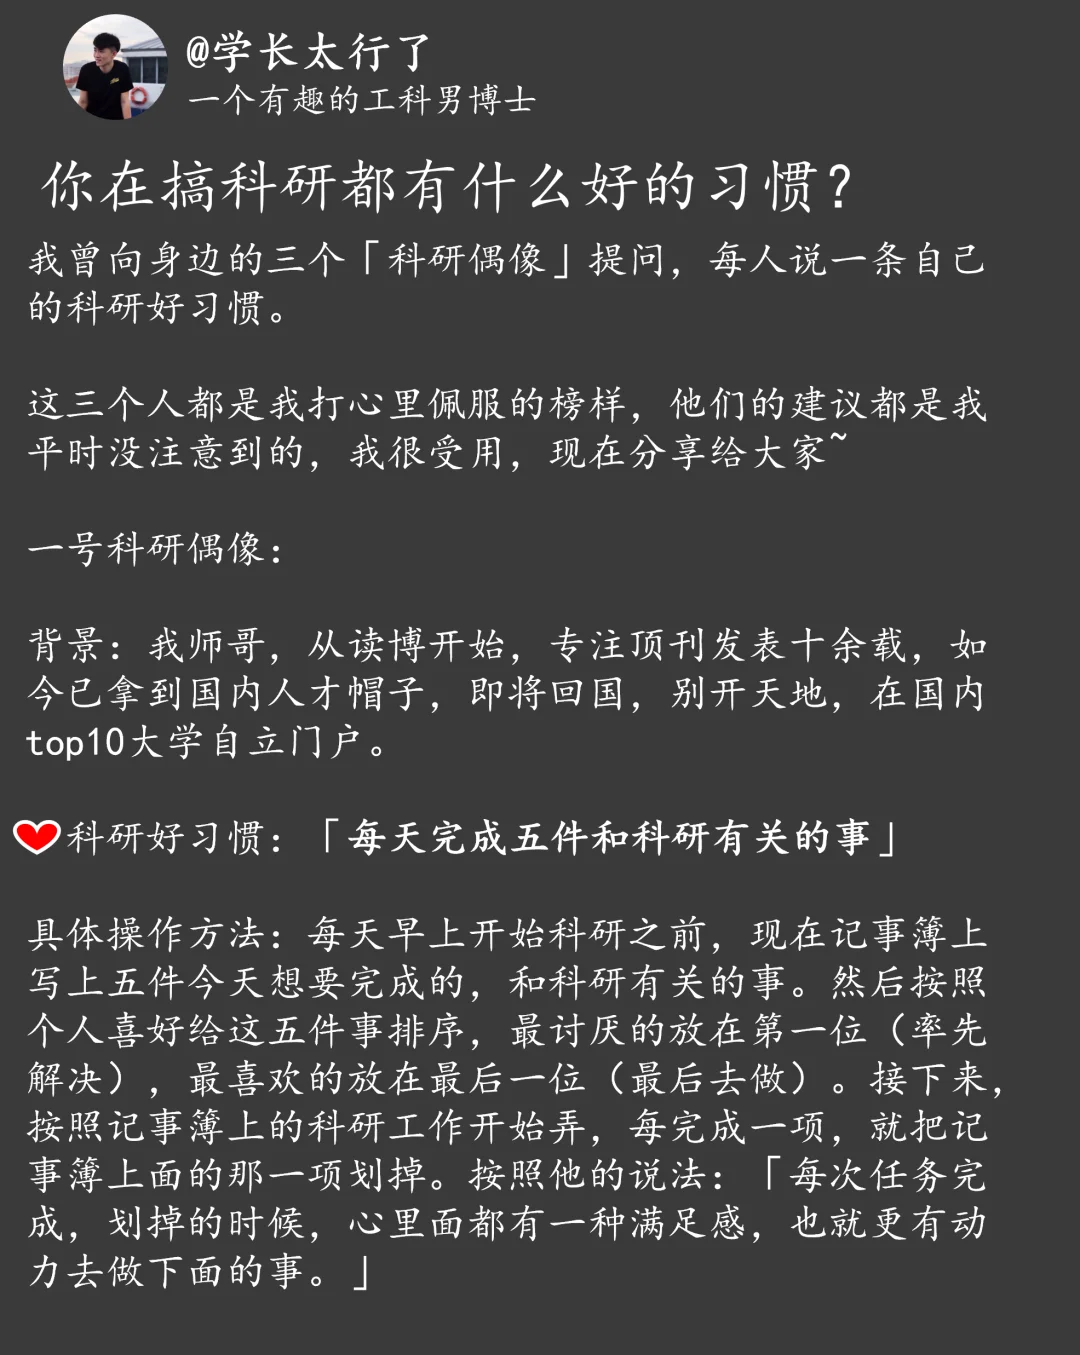 @学长太行了
一个有趣的工科男博士
你在搞科研都有什么好的习惯？
我曾向身边的三个「科研偶像」提问，每人说一条自己
的科研好习惯。
这三个人都是我打心里佩服的榜样，他们的建议都是我
平时没注意到的，我很受用，现在分享给大家~
一号科研偶像：
背景：我师哥，从读博开始，专注顶刊发表十余载，如
今已拿到国内人才帽子，即将回国，别开天地，在国内
top10大学自立门户。
科研好习惯：「每天完成五件和科研有关的事」
具体操作方法：每天早上开始科研之前，现在记事簿上
写上五件今天想要完成的，和科研有关的事。然后按照
个人喜好给这五件事排序，最讨厌的放在第一位（率先
解决），最喜欢的放在最后一位（最后去做）。接下来，
按照记事簿上的科研工作开始弄，每完成一项，就把记
事簿上面的那一项划掉。按照他的说法：「每次任务完
成，划掉的时候，心里面都有一种满足感，也就更有动
力去做下面的事。」